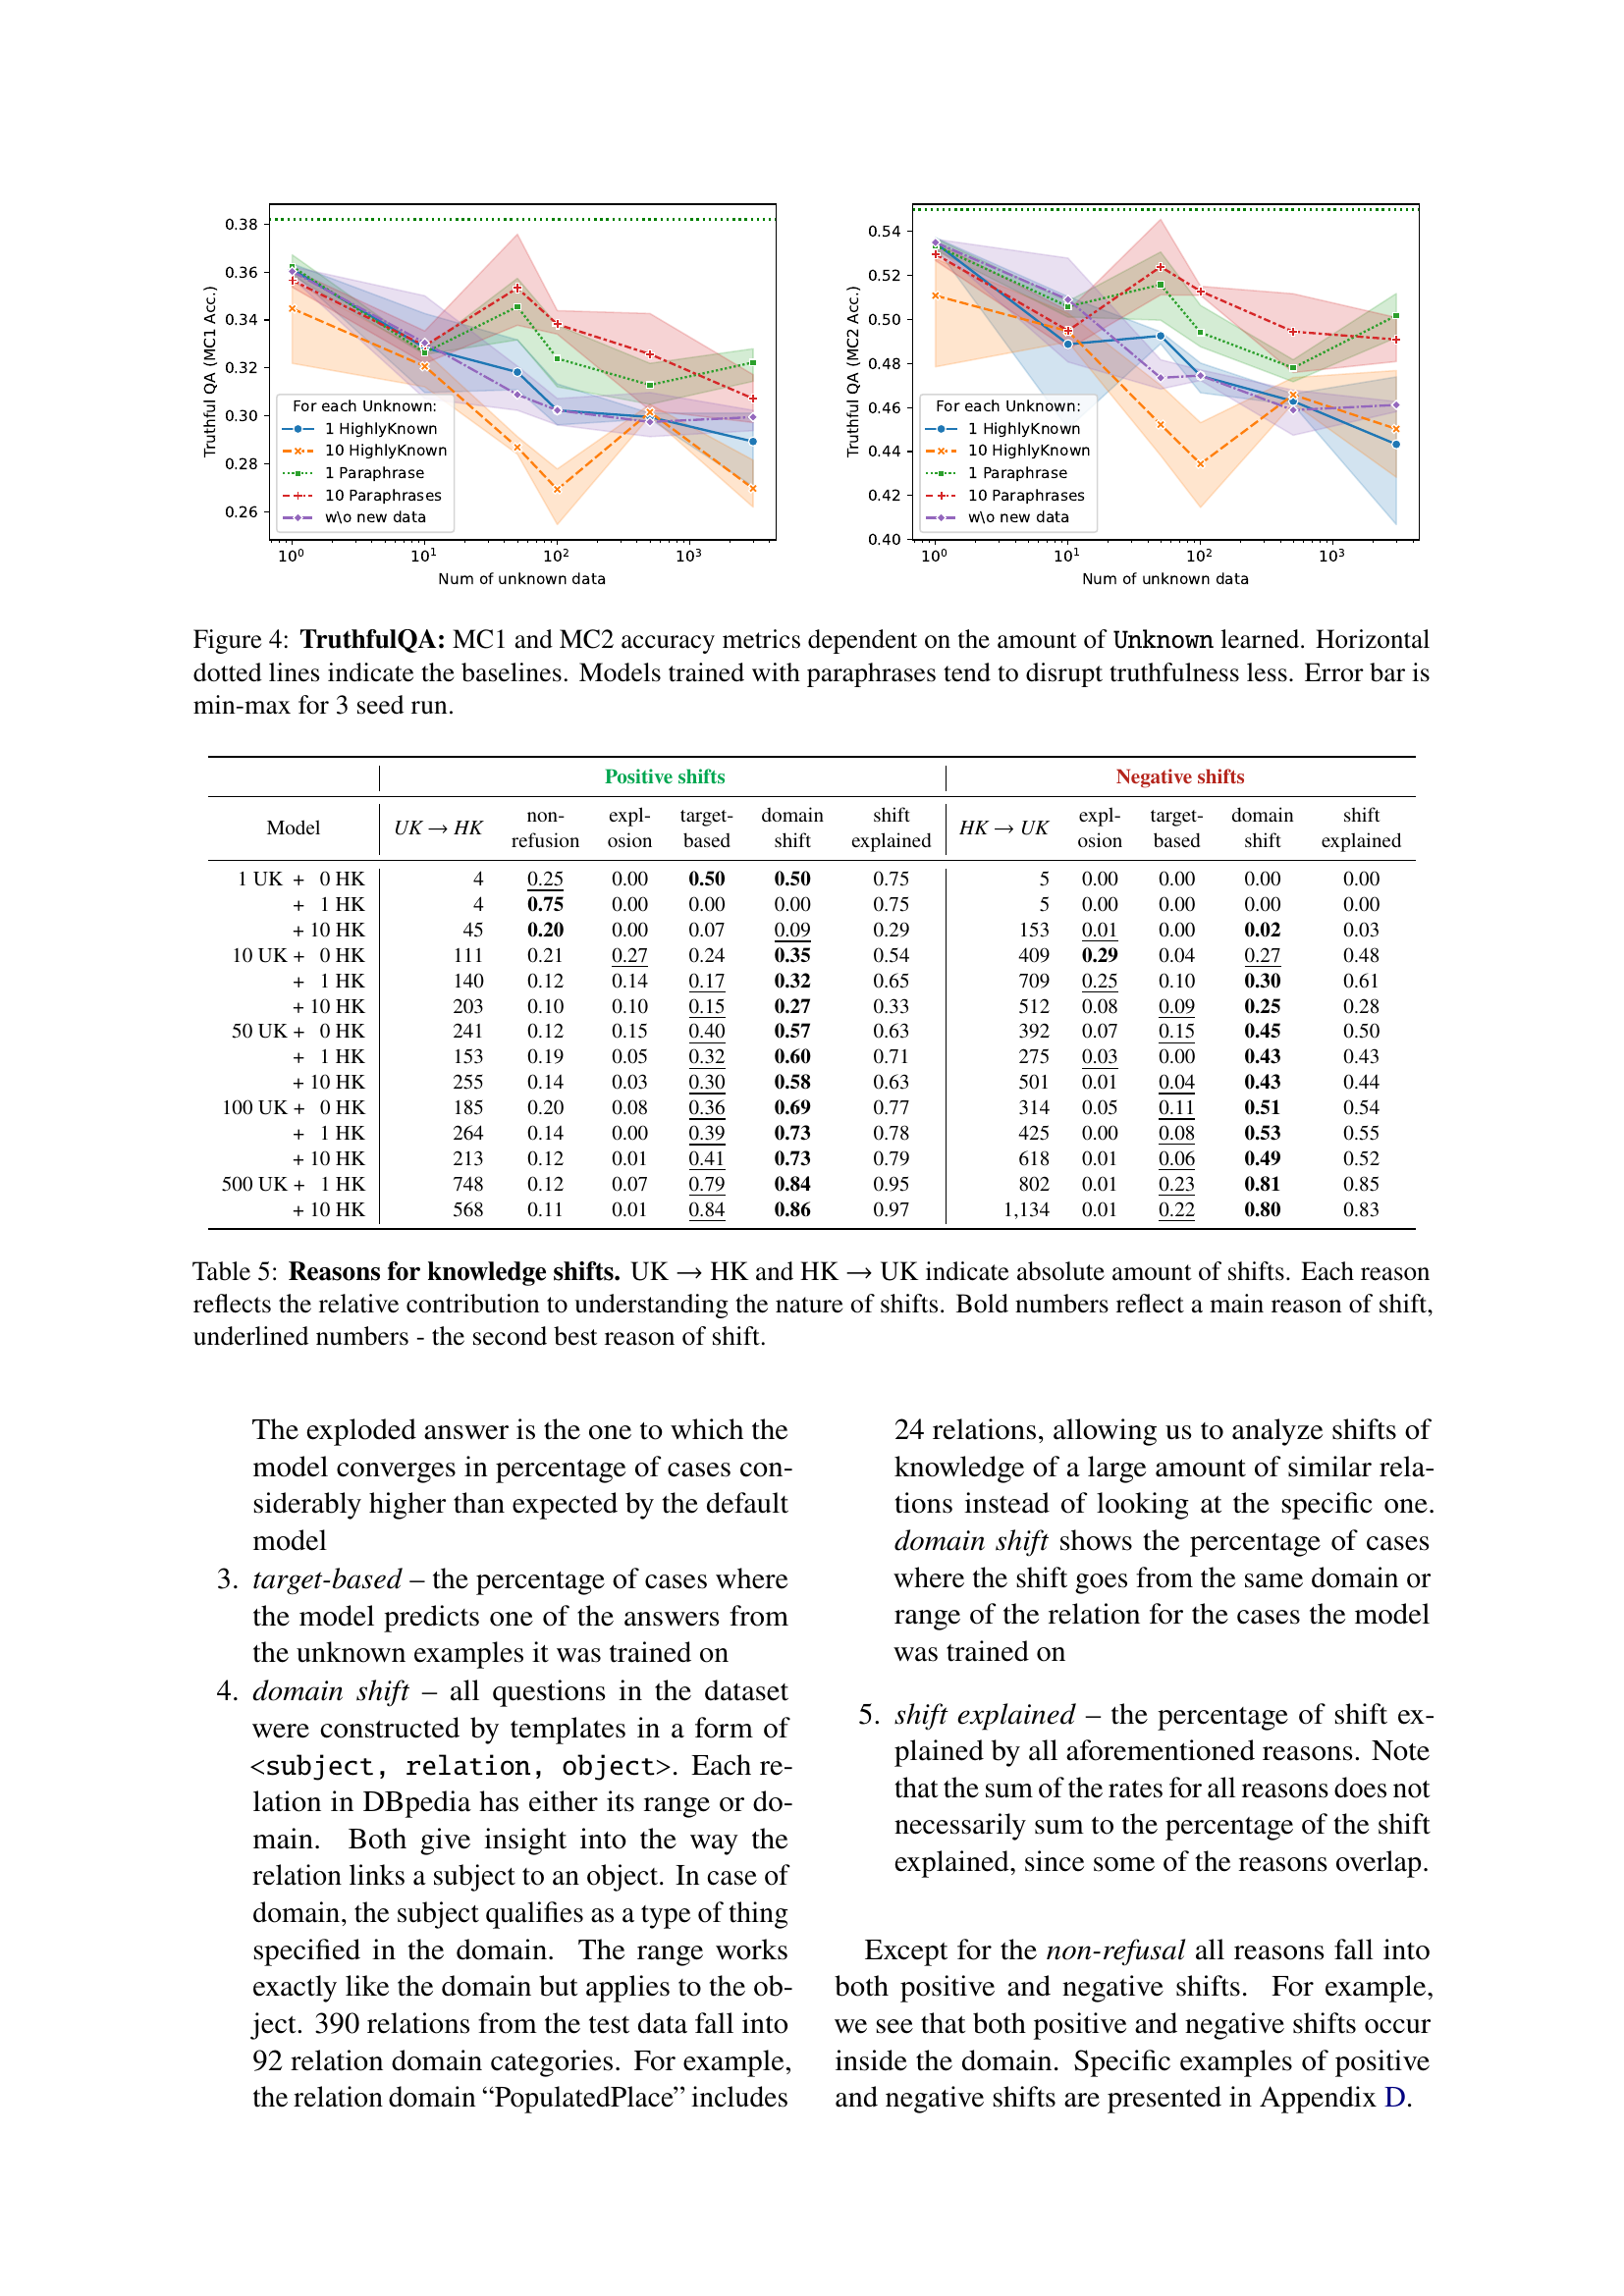 0.38
0.36
0.34
0.32
0.30
0.28
0.26
Truthful QA (MC1 Acc.)
For each Unknown:
1 HighlyKnown
10 HighlyKnown
1 Paraphrase
10 Paraphrases
w\o new data
10⁰ 10¹ 10² 10³
Num of unknown data
0.54
0.52
0.50
0.48
0.46
0.44
0.42
0.40
Truthful QA (MC2 Acc.)
For each Unknown:
1 HighlyKnown
10 HighlyKnown
1 Paraphrase
10 Paraphrases
w\o new data
10⁰ 10¹ 10² 10³
Num of unknown data
Figure 4: TruthfulQA: MC1 and MC2 accuracy metrics dependent on the amount of Unknown learned. Horizontal
dotted lines indicate the baselines. Models trained with paraphrases tend to disrupt truthfulness less. Error bar is
min-max for 3 seed run.
Positive shifts Negative shifts
Model UK → HK non-refusion expl-osion target-based domain shift shift explained HK → UK expl-osion target-based domain shift shift explained
1 UK + 0 HK 4 0.25 0.00 0.50 0.50 0.75 5 0.00 0.00 0.00 0.00
+ 1 HK 4 0.75 0.00 0.00 0.00 0.75 5 0.00 0.00 0.00 0.00
+ 10 HK 45 0.20 0.00 0.07 0.09 0.29 153 0.01 0.00 0.02 0.03
10 UK + 0 HK 111 0.21 0.27 0.24 0.35 0.54 409 0.29 0.04 0.27 0.48
+ 1 HK 140 0.12 0.14 0.17 0.32 0.65 709 0.25 0.10 0.30 0.61
+ 10 HK 203 0.10 0.10 0.15 0.27 0.33 512 0.08 0.09 0.25 0.28
50 UK + 0 HK 241 0.12 0.15 0.40 0.57 0.63 392 0.07 0.15 0.45 0.50
+ 1 HK 153 0.19 0.05 0.32 0.60 0.71 275 0.03 0.00 0.43 0.43
+ 10 HK 255 0.14 0.03 0.30 0.58 0.63 501 0.01 0.04 0.43 0.44
100 UK + 0 HK 185 0.20 0.08 0.36 0.69 0.77 314 0.05 0.11 0.51 0.54
+ 1 HK 264 0.14 0.00 0.39 0.73 0.78 425 0.00 0.08 0.53 0.55
+ 10 HK 213 0.12 0.01 0.41 0.73 0.79 618 0.01 0.06 0.49 0.52
500 UK + 1 HK 748 0.12 0.07 0.79 0.84 0.95 802 0.01 0.23 0.81 0.85
+ 10 HK 568 0.11 0.01 0.84 0.86 0.97 1,134 0.01 0.22 0.80 0.83
Table 5: Reasons for knowledge shifts. UK → HK and HK → UK indicate absolute amount of shifts. Each reason
reflects the relative contribution to understanding the nature of shifts. Bold numbers reflect a main reason of shift,
underlined numbers - the second best reason of shift.
The exploded answer is the one to which the
model converges in percentage of cases con-
siderably higher than expected by the default
model
3. target-based – the percentage of cases where
the model predicts one of the answers from
the unknown examples it was trained on
4. domain shift – all questions in the dataset
were constructed by templates in a form of
<subject, relation, object>. Each re-
lation in DBpedia has either its range or do-
main. Both give insight into the way the
relation links a subject to an object. In case of
domain, the subject qualifies as a type of thing
specified in the domain. The range works
exactly like the domain but applies to the ob-
ject. 390 relations from the test data fall into
92 relation domain categories. For example,
the relation domain “PopulatedPlace” includes
24 relations, allowing us to analyze shifts of
knowledge of a large amount of similar rela-
tions instead of looking at the specific one.
domain shift shows the percentage of cases
where the shift goes from the same domain or
range of the relation for the cases the model
was trained on
5. shift explained – the percentage of shift ex-
plained by all aforementioned reasons. Note
that the sum of the rates for all reasons does not
necessarily sum to the percentage of the shift
explained, since some of the reasons overlap.
Except for the non-refusal all reasons fall into
both positive and negative shifts. For example,
we see that both positive and negative shifts occur
inside the domain. Specific examples of positive
and negative shifts are presented in Appendix D.